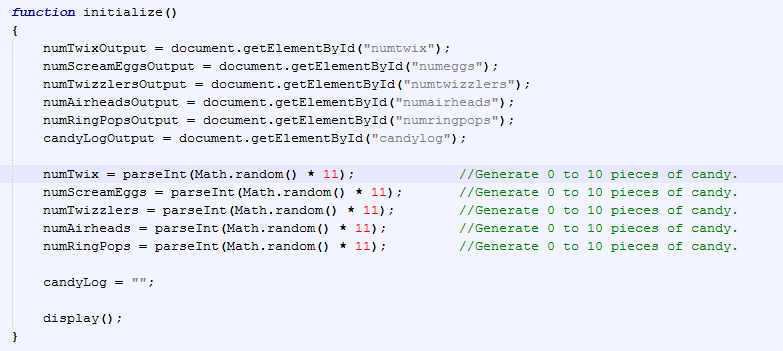 function initialize()
{
    numTwixOutput = document.getElementById("numtwix");
    numScreamEggsOutput = document.getElementById("numeggs");
    numTwizzlersOutput = document.getElementById("numtwizzlers");
    numAirheadsOutput = document.getElementById("numairheads");
    numRingPopsOutput = document.getElementById("numringpops");
    candyLogOutput = document.getElementById("candylog");

    numTwix = parseInt(Math.random() * 11);             //Generate 0 to 10 pieces of candy.
    numScreamEggs = parseInt(Math.random() * 11);       //Generate 0 to 10 pieces of candy.
    numTwizzlers = parseInt(Math.random() * 11);        //Generate 0 to 10 pieces of candy.
    numAirheads = parseInt(Math.random() * 11);         //Generate 0 to 10 pieces of candy.
    numRingPops = parseInt(Math.random() * 11);         //Generate 0 to 10 pieces of candy.

    candyLog = "";

    display();
}